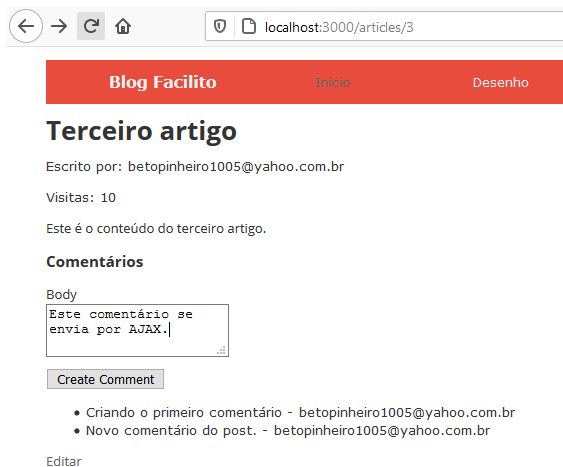 localhost:3000/articles/3
Blog Facilito Início Desenho
Terceiro artigo
Escrito por: betopinheiro1005@yahoo.com.br
Visitas: 10
Este é o conteúdo do terceiro artigo.
Comentários
Body
Este comentário se
envia por AJAX.
Create Comment
• Criando o primeiro comentário - betopinheiro1005@yahoo.com.br
• Novo comentário do post. - betopinheiro1005@yahoo.com.br
Editar